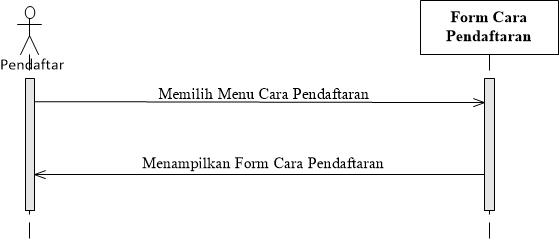 Form Cara
Pendaftaran
Pendaftar
Memilih Menu Cara Pendaftaran
Menampilkan Form Cara Pendaftaran